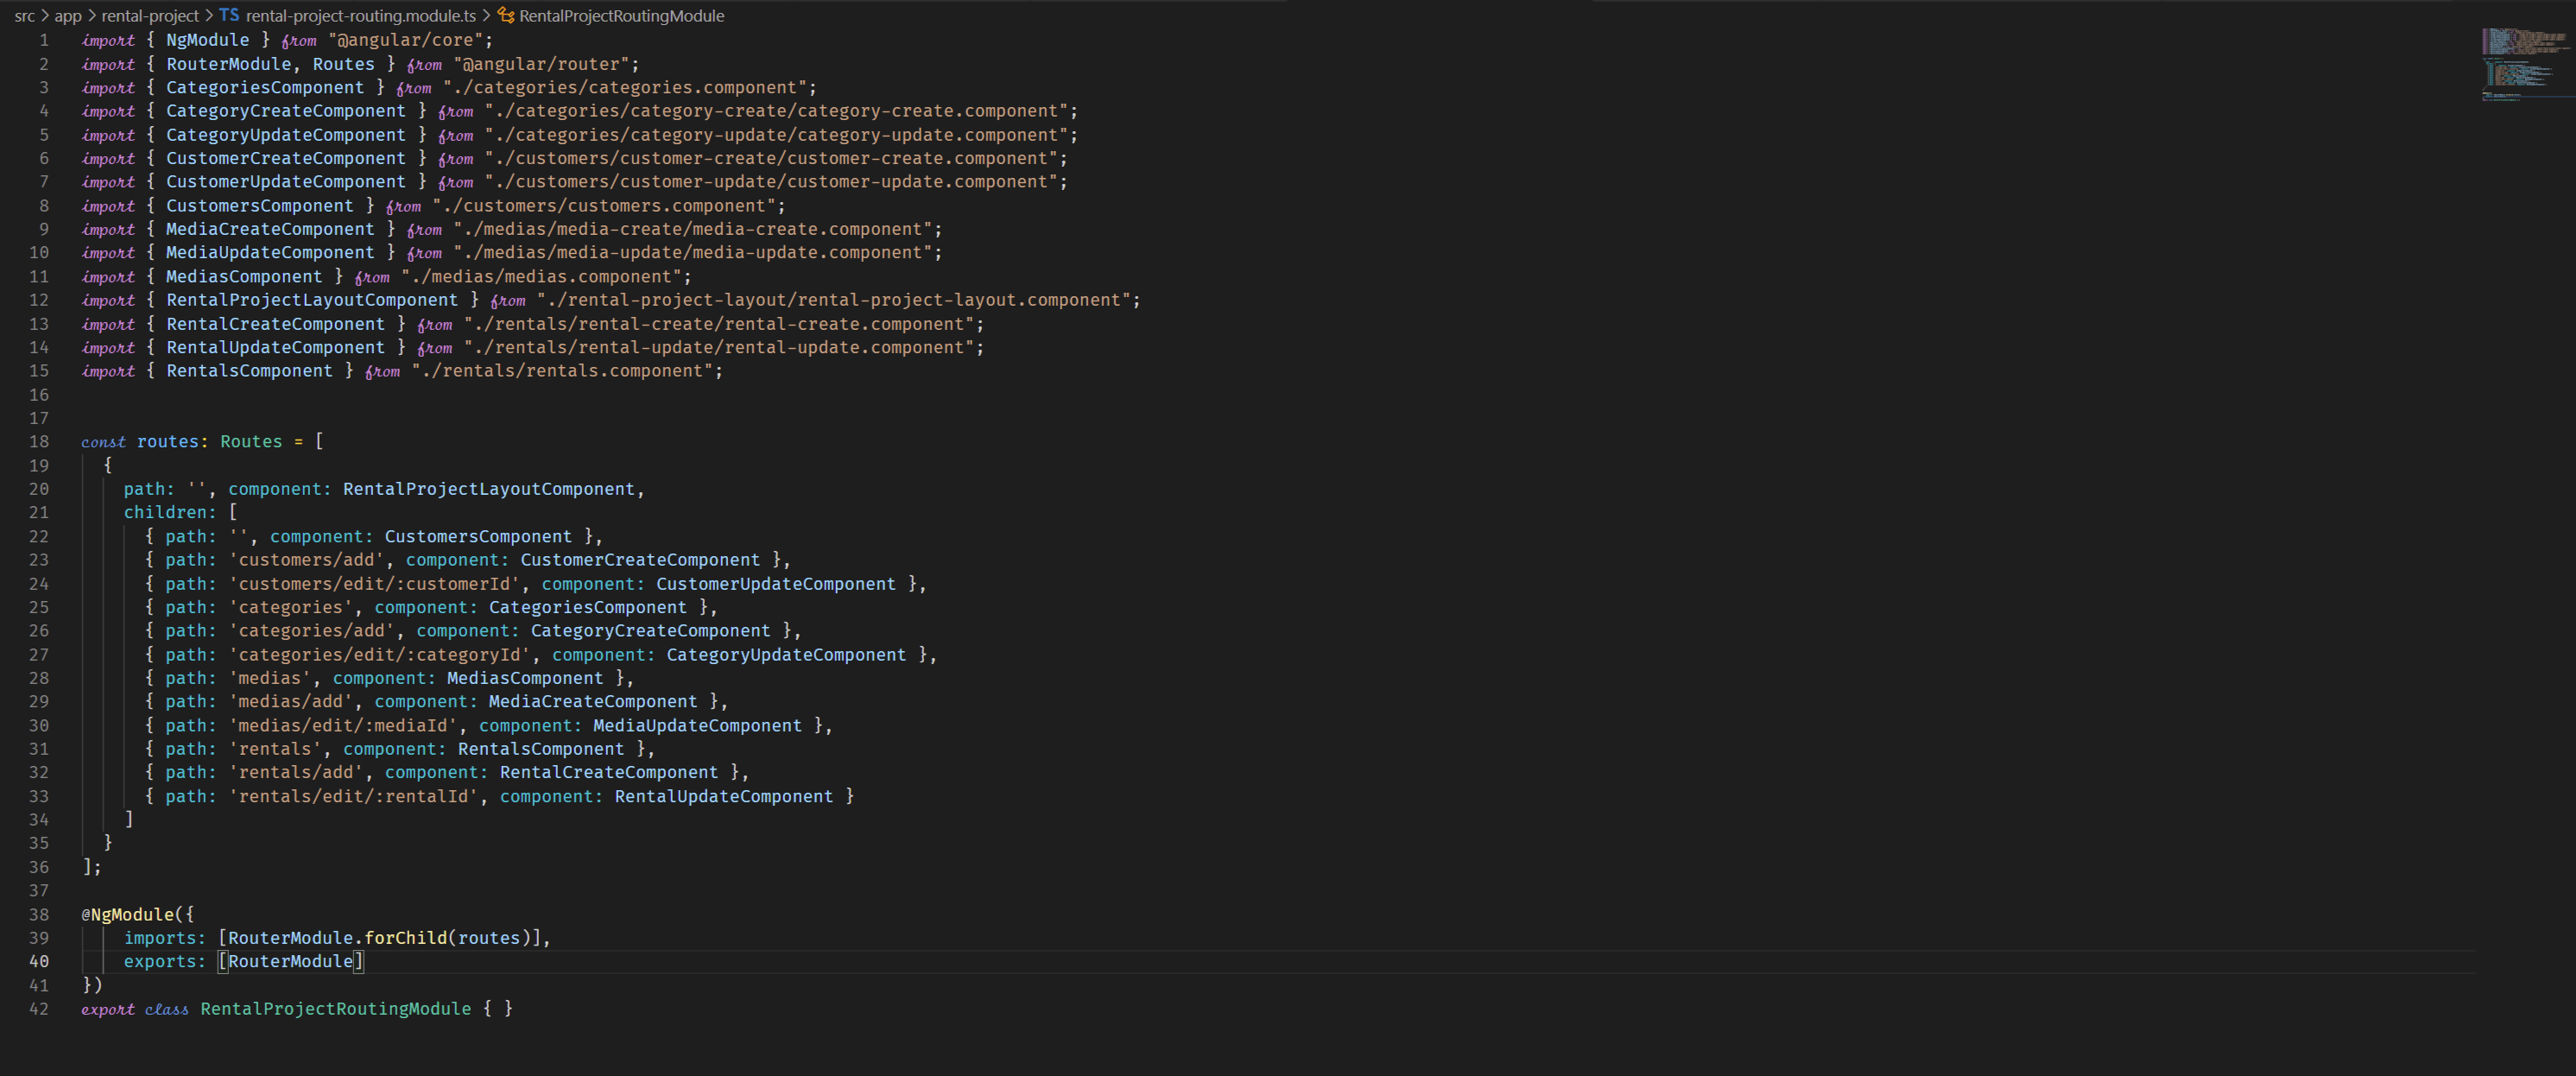 src > app > rental-project > TS rental-project-routing.module.ts > RentalProjectRoutingModule
1 import { NgModule } from "@angular/core";
2 import { RouterModule, Routes } from "@angular/router";
3 import { CategoriesComponent } from "./categories/categories.component";
4 import { CategoryCreateComponent } from "./categories/category-create/category-create.component";
5 import { CategoryUpdateComponent } from "./categories/category-update/category-update.component";
6 import { CustomerCreateComponent } from "./customers/customer-create/customer-create.component";
7 import { CustomerUpdateComponent } from "./customers/customer-update/customer-update.component";
8 import { CustomersComponent } from "./customers/customers.component";
9 import { MediaCreateComponent } from "./medias/media-create/media-create.component";
10 import { MediaUpdateComponent } from "./medias/media-update/media-update.component";
11 import { MediasComponent } from "./medias/medias.component";
12 import { RentalProjectLayoutComponent } from "./rental-project-layout/rental-project-layout.component";
13 import { RentalCreateComponent } from "./rentals/rental-create/rental-create.component";
14 import { RentalUpdateComponent } from "./rentals/rental-update/rental-update.component";
15 import { RentalsComponent } from "./rentals/rentals.component";
16
17
18 const routes: Routes = [
19 {
20 path: '', component: RentalProjectLayoutComponent,
21 children: [
22 { path: '', component: CustomersComponent },
23 { path: 'customers/add', component: CustomerCreateComponent },
24 { path: 'customers/edit/:customerId', component: CustomerUpdateComponent },
25 { path: 'categories', component: CategoriesComponent },
26 { path: 'categories/add', component: CategoryCreateComponent },
27 { path: 'categories/edit/:categoryId', component: CategoryUpdateComponent },
28 { path: 'medias', component: MediasComponent },
29 { path: 'medias/add', component: MediaCreateComponent },
30 { path: 'medias/edit/:mediaId', component: MediaUpdateComponent },
31 { path: 'rentals', component: RentalsComponent },
32 { path: 'rentals/add', component: RentalCreateComponent },
33 { path: 'rentals/edit/:rentalId', component: RentalUpdateComponent }
34 ]
35 }
36 ];
37
38 @NgModule({
39 imports: [RouterModule.forChild(routes)],
40 exports: [RouterModule]
41 })
42 export class RentalProjectRoutingModule { }